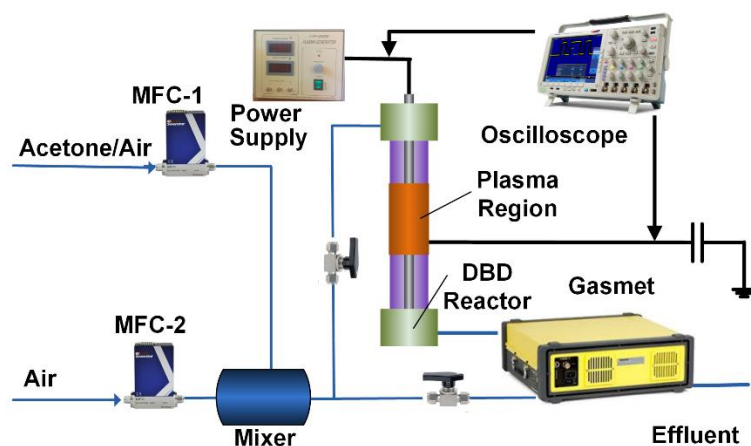 MFC-1
Power
Supply
Oscilloscope
Acetone/Air
Plasma
Region
DBD
Reactor
Gasmet
MFC-2
Air
Mixer
Effluent